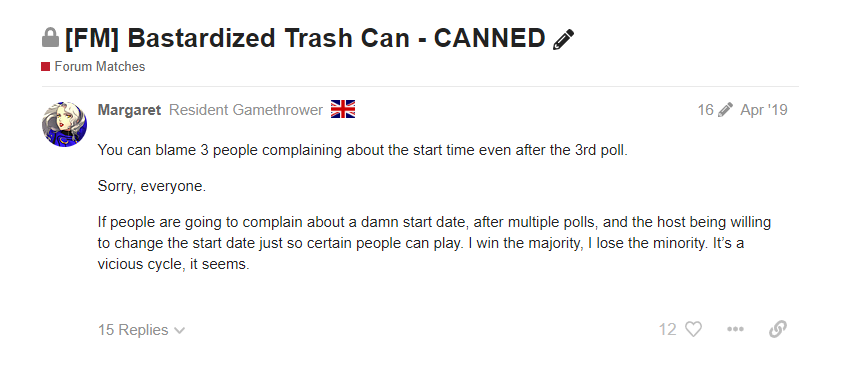 [FM] Bastardized Trash Can - CANNED
Forum Matches
Margaret Resident Gamethrower 16 Apr '19
You can blame 3 people complaining about the start time even after the 3rd poll.
Sorry, everyone.
If people are going to complain about a damn start date, after multiple polls, and the host being willing
to change the start date just so certain people can play. I win the majority, I lose the minority. It’s a
vicious cycle, it seems.
15 Replies 12